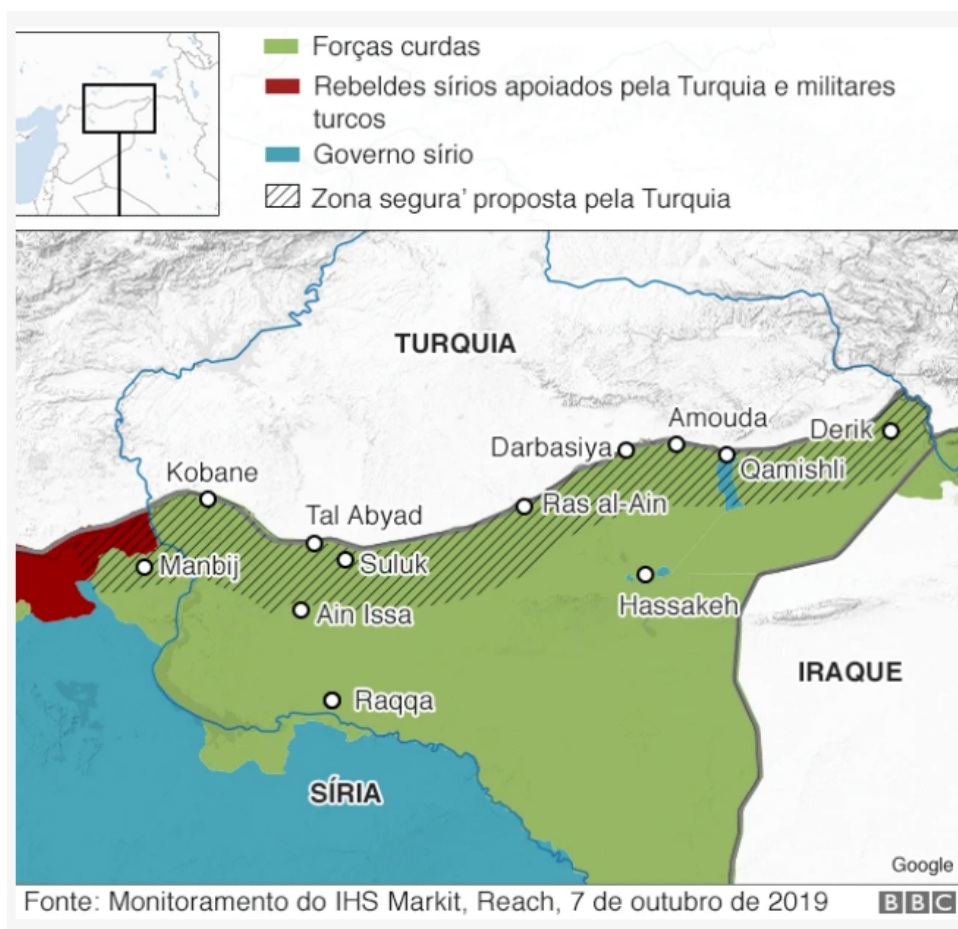 Forças curdas
Rebeldes sírios apoiados pela Turquia e militares
turcos
Governo sírio
Zona segura’ proposta pela Turquia
TURQUIA
Amouda
Derik
Darbasiya
Qamishli
Kobane
Ras al-Ain
Tal Abyad
Manbij
Suluk
Hassakeh
Ain Issa
IRAQUE
Raqqa
SÍRIA
Google
Fonte: Monitoramento do IHS Markit, Reach, 7 de outubro de 2019
BBC